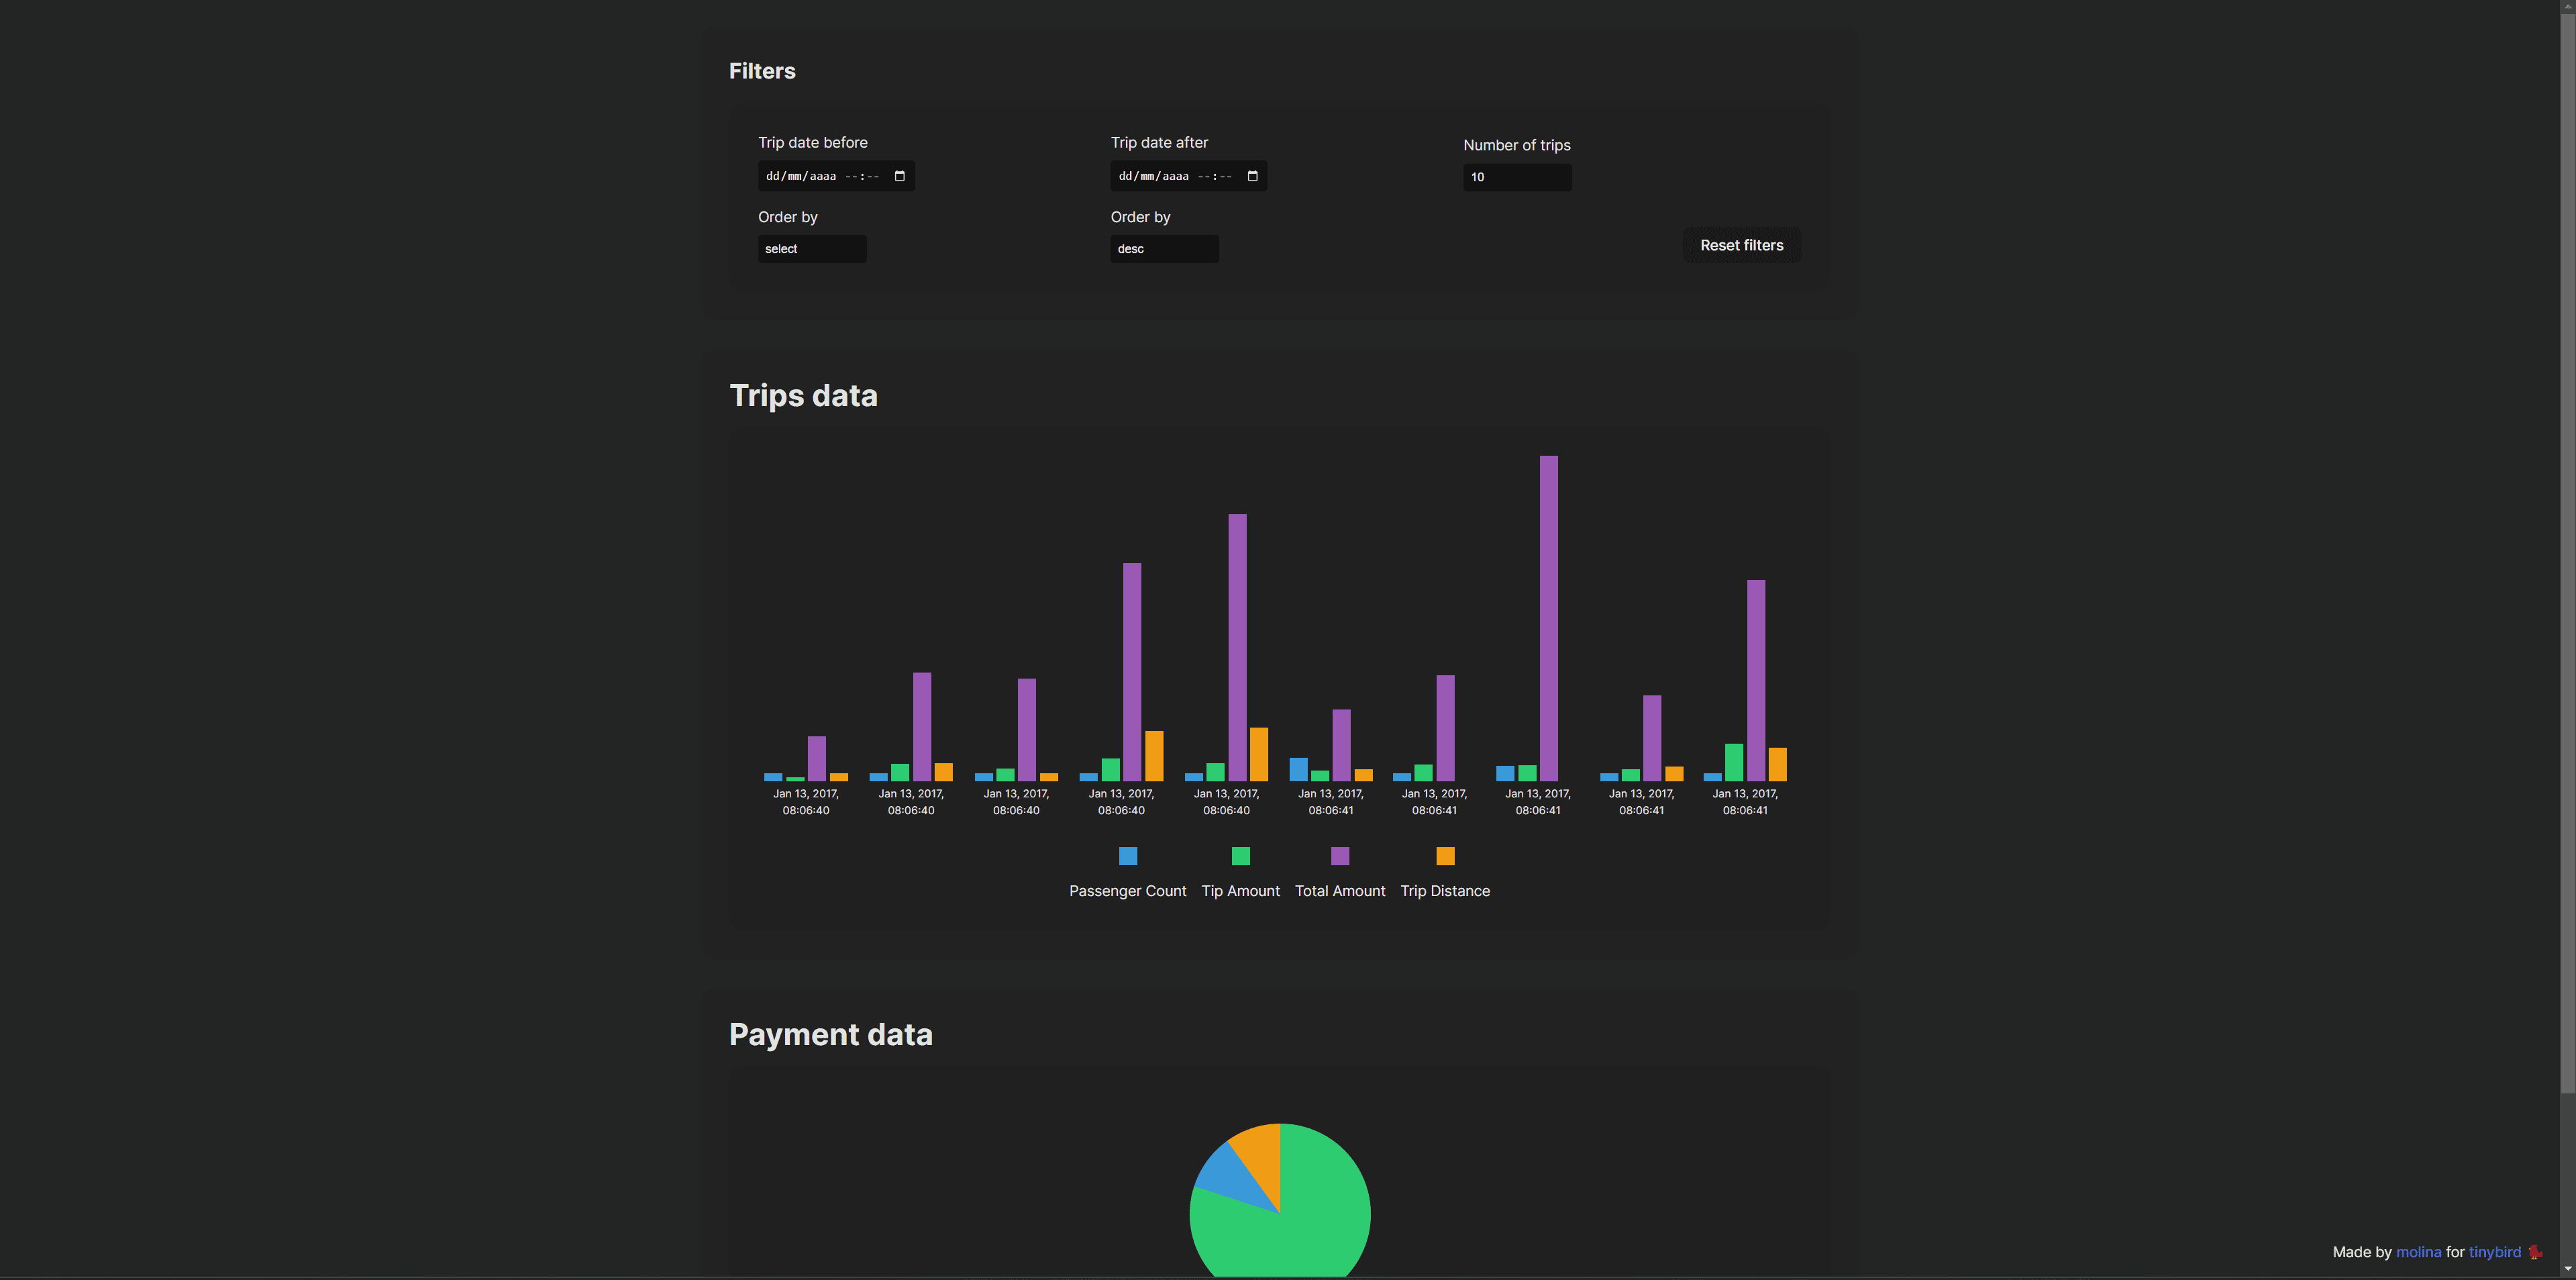 Filters
Trip date before
Trip date after
Number of trips
dd/mm/aaaa --:--
dd/mm/aaaa --:--
10
Order by
Order by
select
desc
Reset filters
Trips data
Jan 13, 2017,
08:06:40
Jan 13, 2017,
08:06:40
Jan 13, 2017,
08:06:40
Jan 13, 2017,
08:06:40
Jan 13, 2017,
08:06:40
Jan 13, 2017,
08:06:41
Jan 13, 2017,
08:06:41
Jan 13, 2017,
08:06:41
Jan 13, 2017,
08:06:41
Jan 13, 2017,
08:06:41
Passenger Count
Tip Amount
Total Amount
Trip Distance
Payment data
Made by molina for tinybird